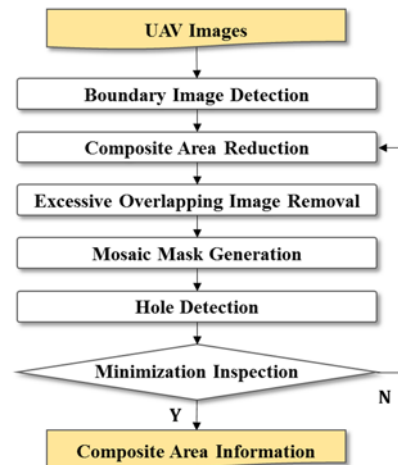 UAV Images
Boundary Image Detection
Composite Area Reduction
Excessive Overlapping Image Removal
Mosaic Mask Generation
Hole Detection
Minimization Inspection
N
Y
Composite Area Information